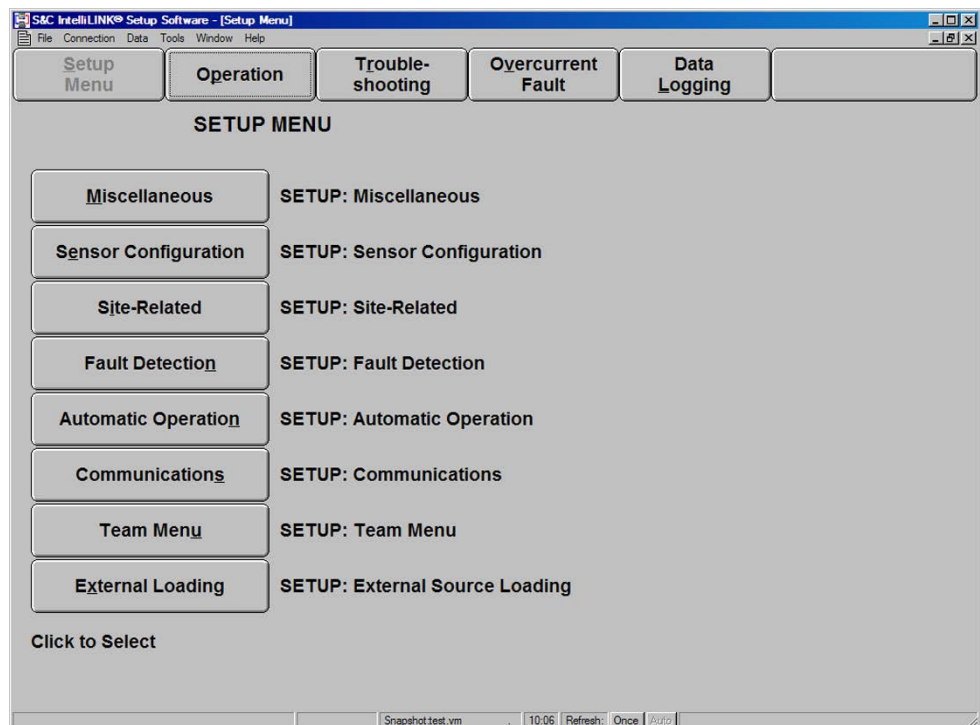 S&C IntelliLINK® Setup Software - [Setup Menu]
File Connection Data Tools Window Help
Setup Menu
Operation
Trouble-shooting
Overcurrent Fault
Data Logging
SETUP MENU
Miscellaneous SETUP: Miscellaneous
Sensor Configuration SETUP: Sensor Configuration
Site-Related SETUP: Site-Related
Fault Detection SETUP: Fault Detection
Automatic Operation SETUP: Automatic Operation
Communications SETUP: Communications
Team Menu SETUP: Team Menu
External Loading SETUP: External Source Loading
Click to Select
Snapshot:test.vm 10:06 Refresh: Once Auto